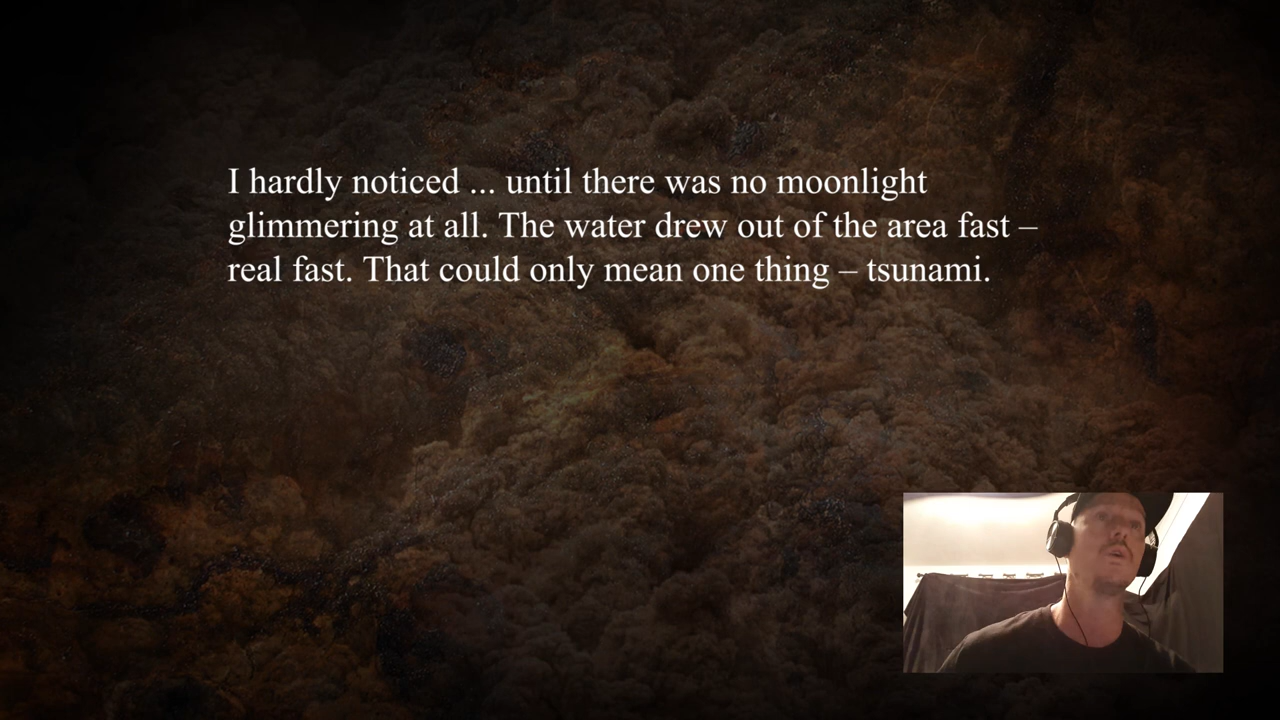 I hardly noticed ... until there was no moonlight
glimmering at all. The water drew out of the area fast –
real fast. That could only mean one thing – tsunami.